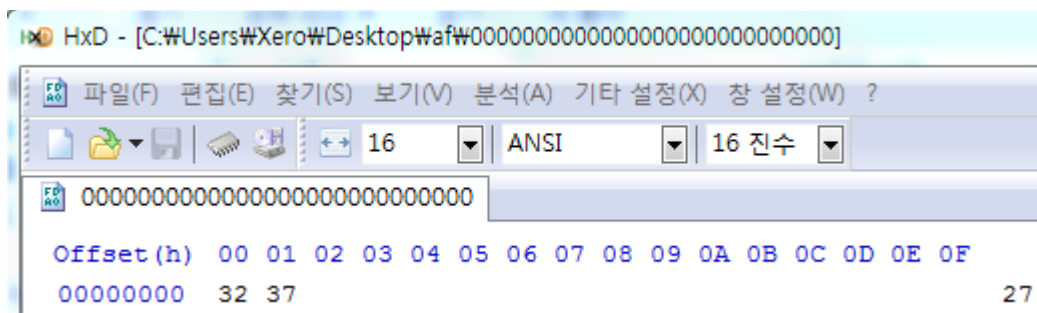 HxD - [C:₩Users₩Xero₩Desktop₩af₩0000000000000000000000000000]
파일(F) 편집(E) 찾기(S) 보기(V) 분석(A) 기타 설정(X) 창 설정(W) ?
16 ANSI 16 진수
0000000000000000000000000000
Offset(h) 00 01 02 03 04 05 06 07 08 09 0A 0B 0C 0D 0E 0F
00000000 32 37 27